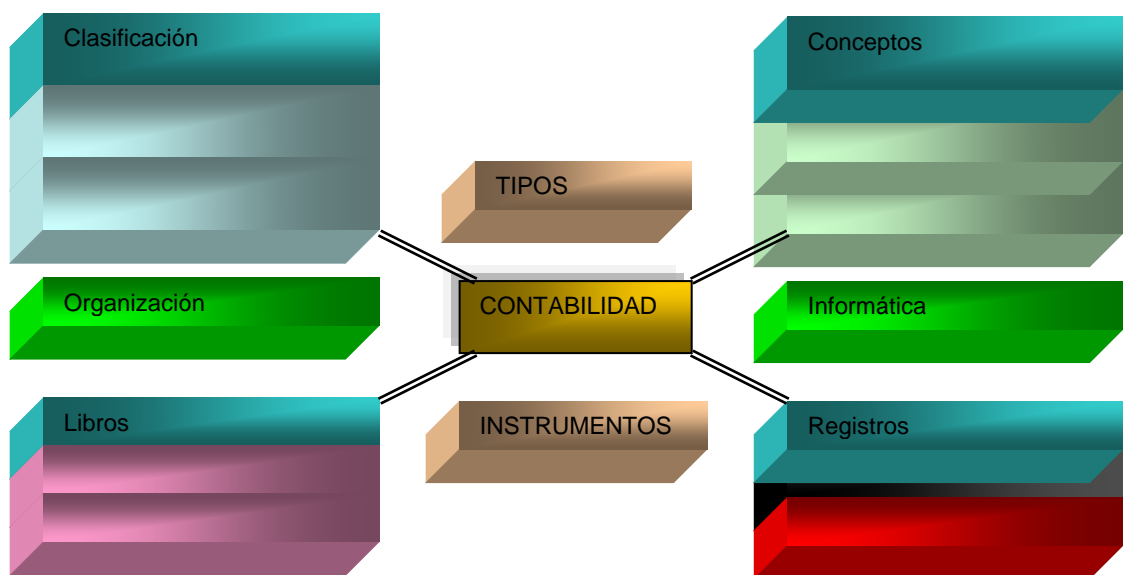 Clasificación
Conceptos
TIPOS
Organización
CONTABILIDAD
Informática
Libros
INSTRUMENTOS
Registros